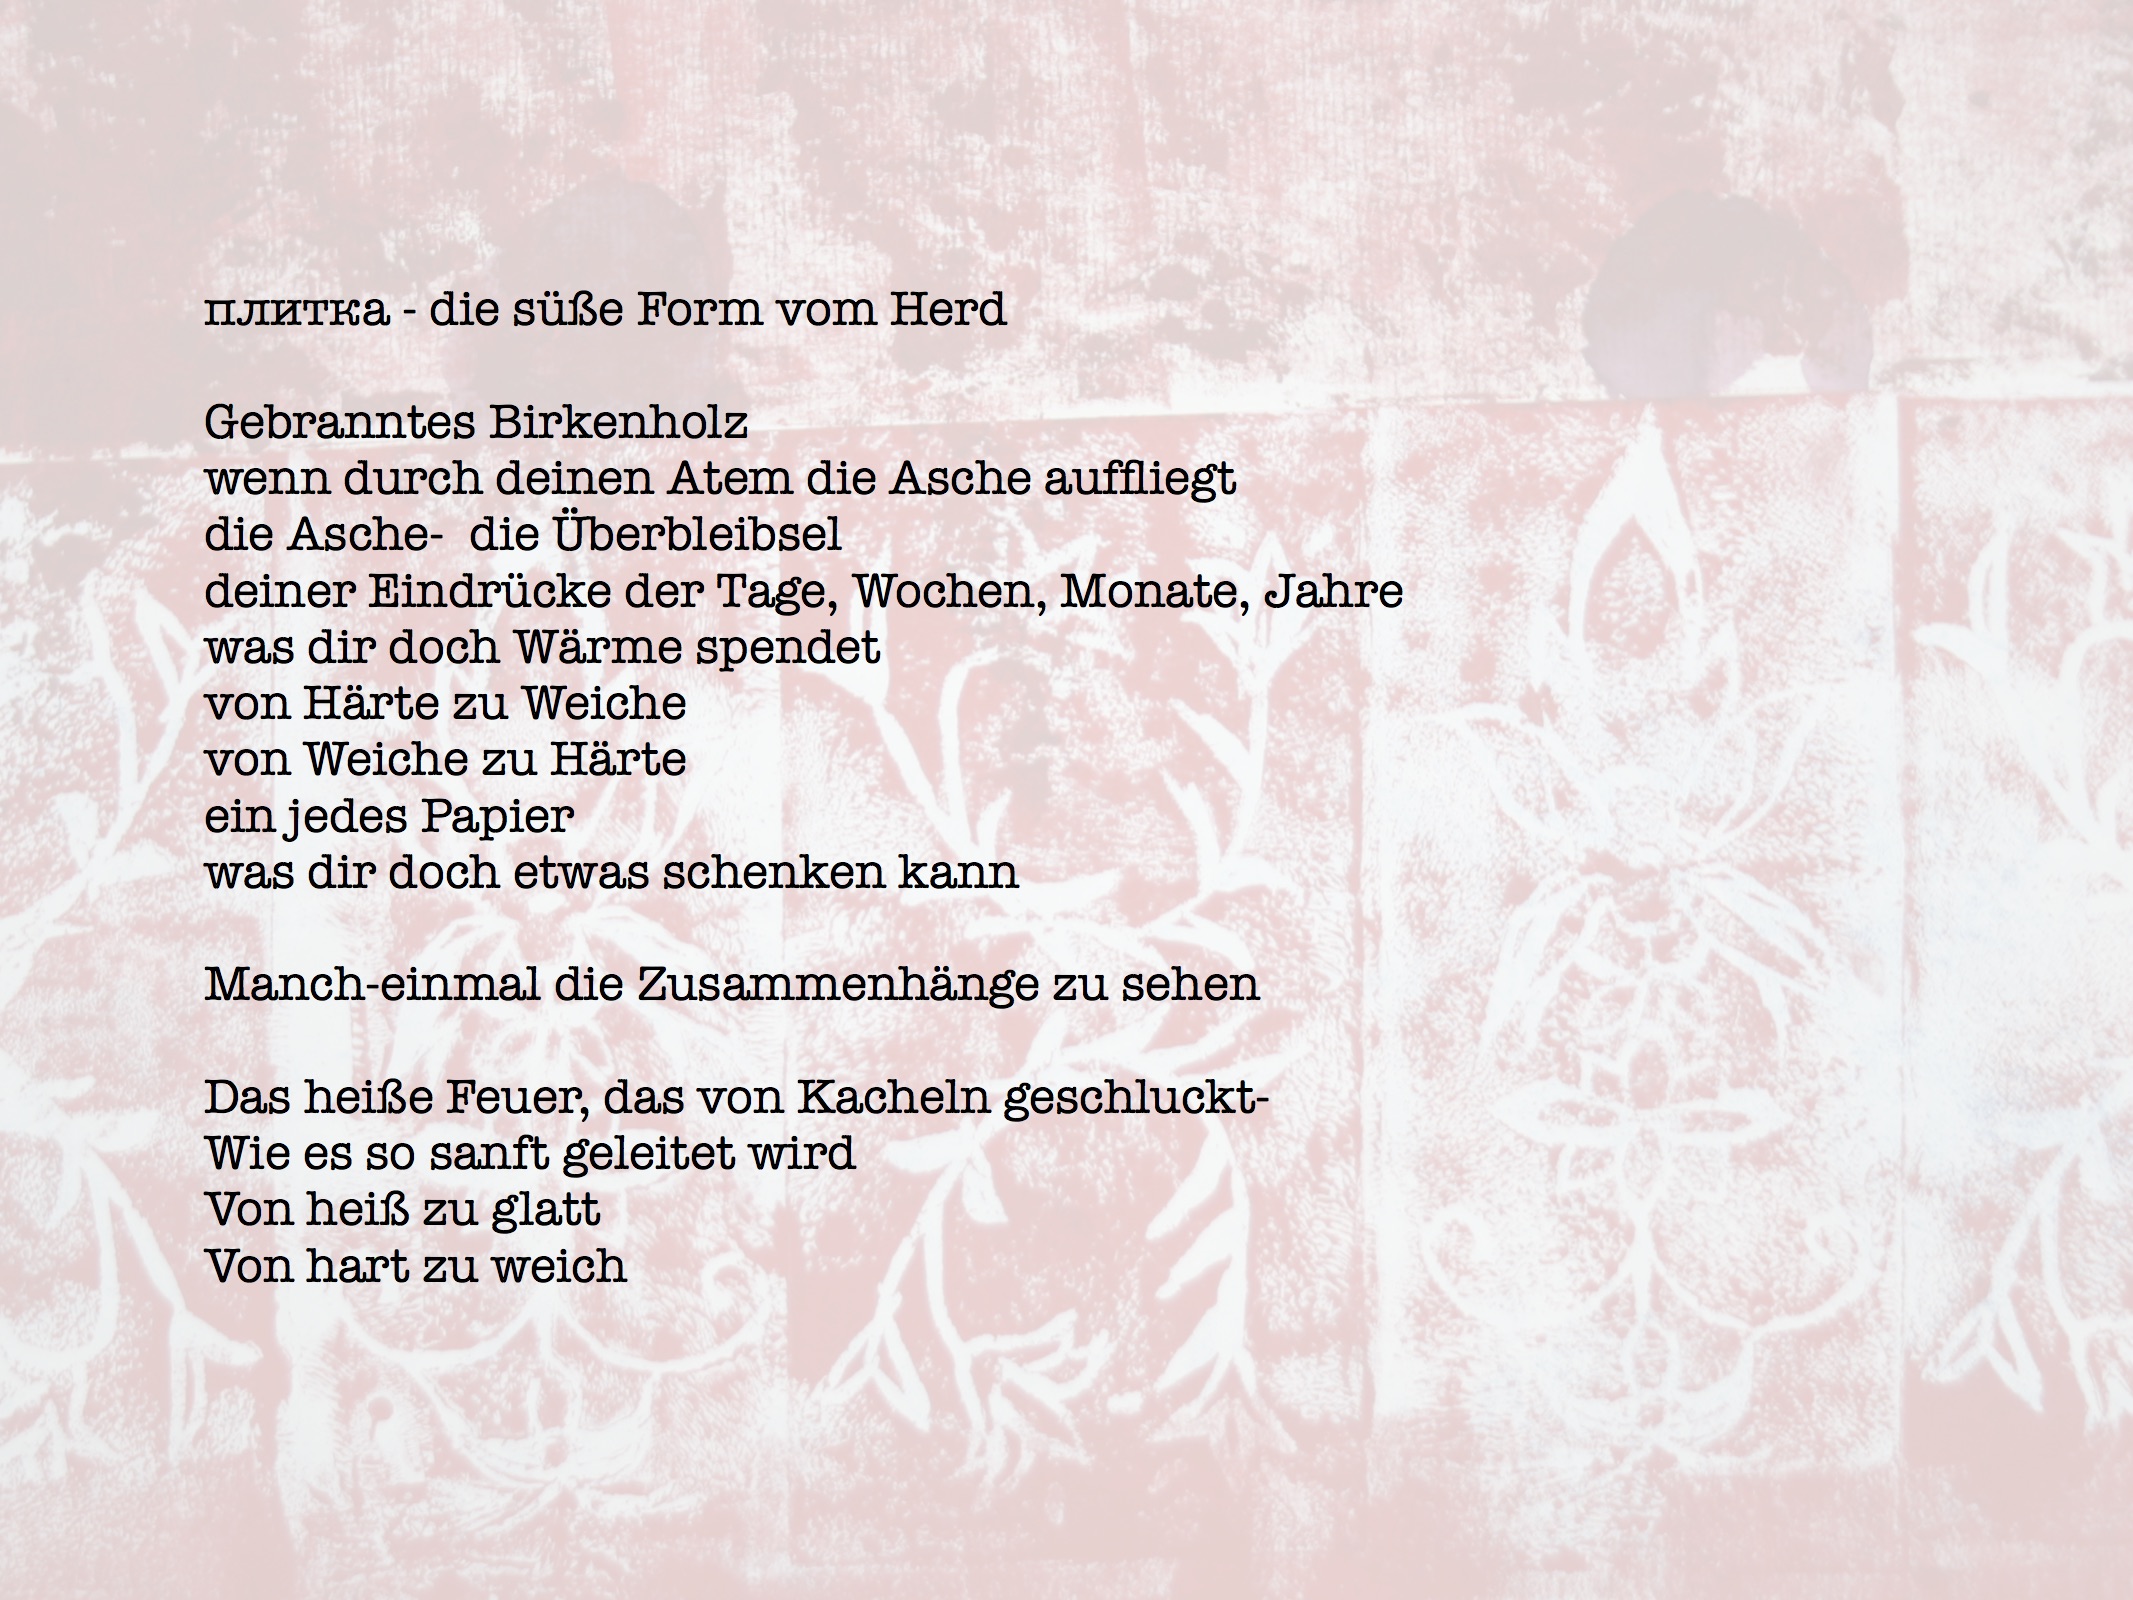 плитка - die süße Form vom Herd
Gebranntes Birkenholz
wenn durch deinen Atem die Asche auffliegt
die Asche-  die Überbleibsel
deiner Eindrücke der Tage, Wochen, Monate, Jahre
was dir doch Wärme spendet
von Härte zu Weiche
von Weiche zu Härte
ein jedes Papier
was dir doch etwas schenken kann
Manch-einmal die Zusammenhänge zu sehen
Das heiße Feuer, das von Kacheln geschluckt-
Wie es so sanft geleitet wird
Von heiß zu glatt
Von hart zu weich